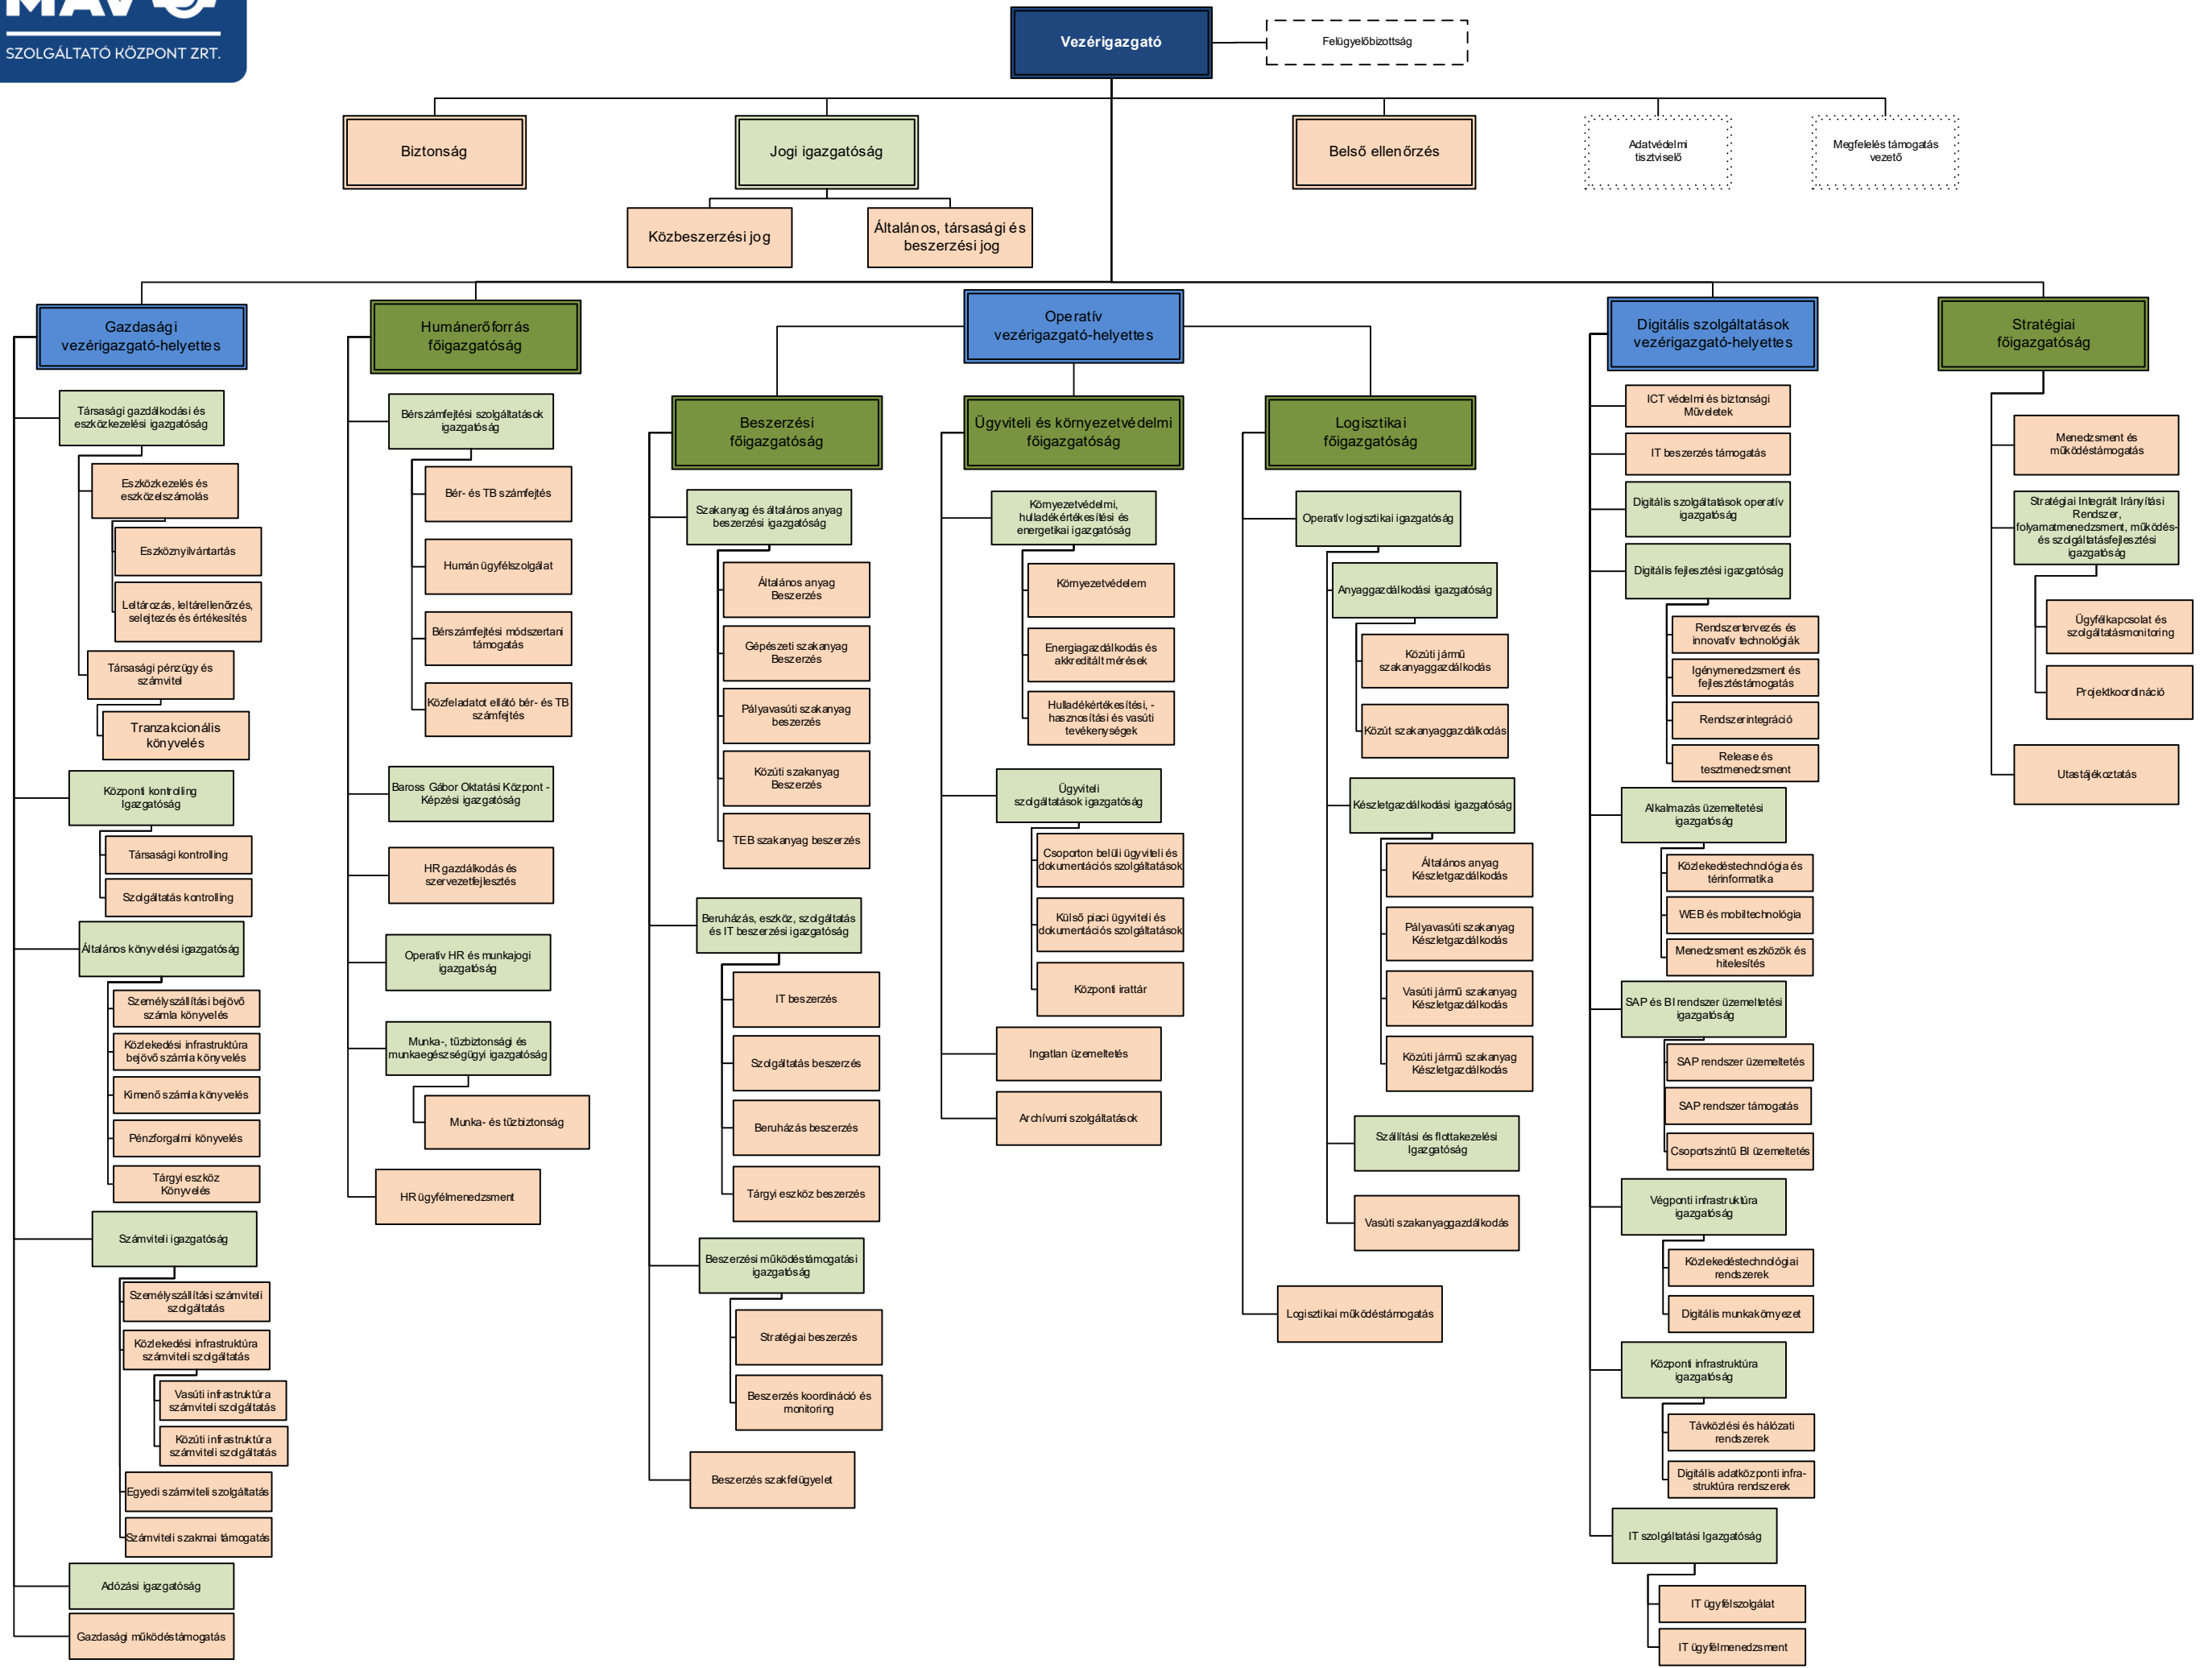 MÁV
SZOLGÁLTATÓ KÖZPONT ZRT.
Vezérigazgató
Felügyelőbizottság
Biztonság
Jogi igazgatóság
Belső ellenőrzés
Adatvédelmi
tisztviselő
Megfelelés támogatás
vezető
Közbeszerzési jog
Általános, társasági és
beszerzési jog
Gazdasági
vezérigazgató-helyettes
Társasági gazdálkodási és
eszközkezelési igazgatóság
Eszközkezelés és
eszközelszámolás
Eszköznyilvántartás
Leltározás, leltárellenőrzés,
selejtezés és értékesítés
Társasági pénzügy és
számvitel
Tranzakcionális
könyvelés
Központi kontrolling
Igazgatóság
Társasági kontrolling
Szolgáltatás kontrolling
Általános könyvelési igazgatóság
Személyszállítási bejövő
számla könyvelés
Közlekedési infrastruktúra
bejövő számla könyvelés
Kimenő számla könyvelés
Pénzforgalmi könyvelés
Tárgyi eszköz
Könyvelés
Számviteli igazgatóság
Személyszállítási számviteli
szolgáltatás
Közlekedési infrastruktúra
számviteli szolgáltatás
Vasúti infrastruktúra
számviteli szolgáltatás
Közúti infrastruktúra
számviteli szolgáltatás
Egyedi számviteli szolgáltatás
Számviteli szakmai támogatás
Adózási igazgatóság
Gazdasági működéstámogatás
Humánerőforrás
főigazgatóság
Bérszámfejtési szolgáltatások
igazgatóság
Bér- és TB számfejtés
Humán ügyfélszolgálat
Bérszámfejtési módszertani
támogatás
Közfeladatot ellátó bér- és TB
számfejtés
Baross Gábor Oktatási Központ -
Képzési igazgatóság
HR gazdálkodás és
szervezetfejlesztés
Operatív HR és munkajogi
igazgatóság
Munka-, tűzbiztonsági és
munkaegészségügyi igazgatóság
Munka- és tűzbiztonság
HR ügyfélmenedzsment
Operatív
vezérigazgató-helyettes
Beszerzési
főigazgatóság
Szakanyag és általános anyag
beszerzési igazgatóság
Általános anyag
Beszerzés
Gépészeti szakanyag
Beszerzés
Pályavasúti szakanyag
beszerzés
Közúti szakanyag
Beszerzés
TEB szakanyag beszerzés
Beruházás, eszköz, szolgáltatás
és IT beszerzési igazgatóság
IT beszerzés
Szolgáltatás beszerzés
Beruházás beszerzés
Tárgyi eszköz beszerzés
Beszerzési működéstámogatási
igazgatóság
Stratégiai beszerzés
Beszerzés koordináció és
monitoring
Beszerzés szakfelügyelet
Ügyviteli és környezetvédelmi
főigazgatóság
Környezetvédelmi,
hulladékértékesítési és
energetikai igazgatóság
Környezetvédelem
Energiagazdálkodás és
akkreditált mérések
Hulladékértékesítési, -
hasznosítási és vasúti
tevékenységek
Ügyviteli
szolgáltatások igazgatóság
Csoporton belüli ügyviteli és
dokumentációs szolgáltatások
Külső piaci ügyviteli és
dokumentációs szolgáltatások
Központi irattár
Ingatlan üzemeltetés
Archívumi szolgáltatások
Logisztikai
főigazgatóság
Operatív logisztikai igazgatóság
Anyaggazdálkodási igazgatóság
Közúti jármű
szakanyaggazdálkodás
Közút szakanyaggazdálkodás
Készletgazdálkodási igazgatóság
Általános anyag
Készletgazdálkodás
Pályavasúti szakanyag
Készletgazdálkodás
Vasúti jármű szakanyag
Készletgazdálkodás
Közúti jármű szakanyag
Készletgazdálkodás
Szállítási és flottakezelési
Igazgatóság
Vasúti szakanyaggazdálkodás
Logisztikai működéstámogatás
Digitális szolgáltatások
vezérigazgató-helyettes
ICT védelmi és biztonsági
Műveletek
IT beszerzés támogatás
Digitális szolgáltatások operatív
igazgatóság
Digitális fejlesztési igazgatóság
Rendszertervezés és
innovatív technológiák
Igénymenedzsment és
fejlesztéstámogatás
Rendszerintegráció
Release és
tesztmenedzsment
Alkalmazás üzemeltetési
igazgatóság
Közlekedéstechnológia és
térinformatika
WEB és mobiltechnológia
Menedzsment eszközök és
hitelesítés
SAP és BI rendszer üzemeltetési
igazgatóság
SAP rendszer üzemeltetés
SAP rendszer támogatás
Csoportszintű BI üzemeltetés
Végponti infrastruktúra
igazgatóság
Közlekedéstechnológiai
rendszerek
Digitális munkakörnyezet
Központi infrastruktúra
igazgatóság
Távközlési és hálózati
rendszerek
Digitális adatközponti infra-
struktúra rendszerek
IT szolgáltatási Igazgatóság
IT ügyfélszolgálat
IT ügyfélmenedzsment
Stratégiai
főigazgatóság
Menedzsment és
működéstámogatás
Stratégiai Integrált Irányítási
Rendszer,
folyamatmenedzsment, működés-
és szolgáltatásfejlesztési
igazgatóság
Ügyfélkapcsolat és
szolgáltatásmonitoring
Projektkoordináció
Utastájékoztatás